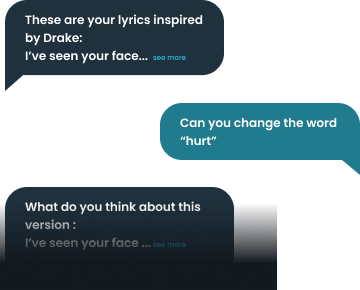 These are your lyrics inspired
by Drake:
I've seen your face... see more
Can you change the word
“hurt”
What do you think about this
version :
I've seen your face ... see more